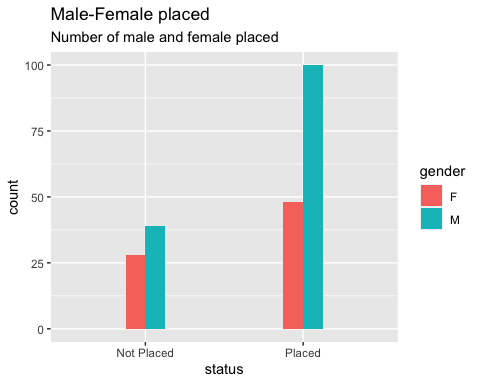 Male-Female placed
Number of male and female placed
100
75
50
25
0
count
Not Placed
Placed
status
gender
F
M